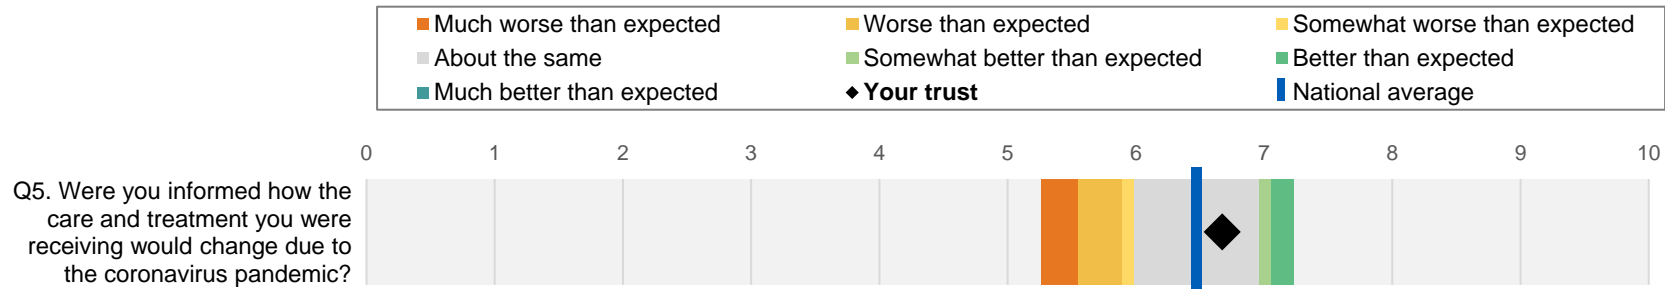 Much worse than expected Worse than expected Somewhat worse than expected
About the same Somewhat better than expected Better than expected
Much better than expected Your trust National average
0 1 2 3 4 5 6 7 8 9 10
Q5. Were you informed how the
care and treatment you were
receiving would change due to
the coronavirus pandemic?